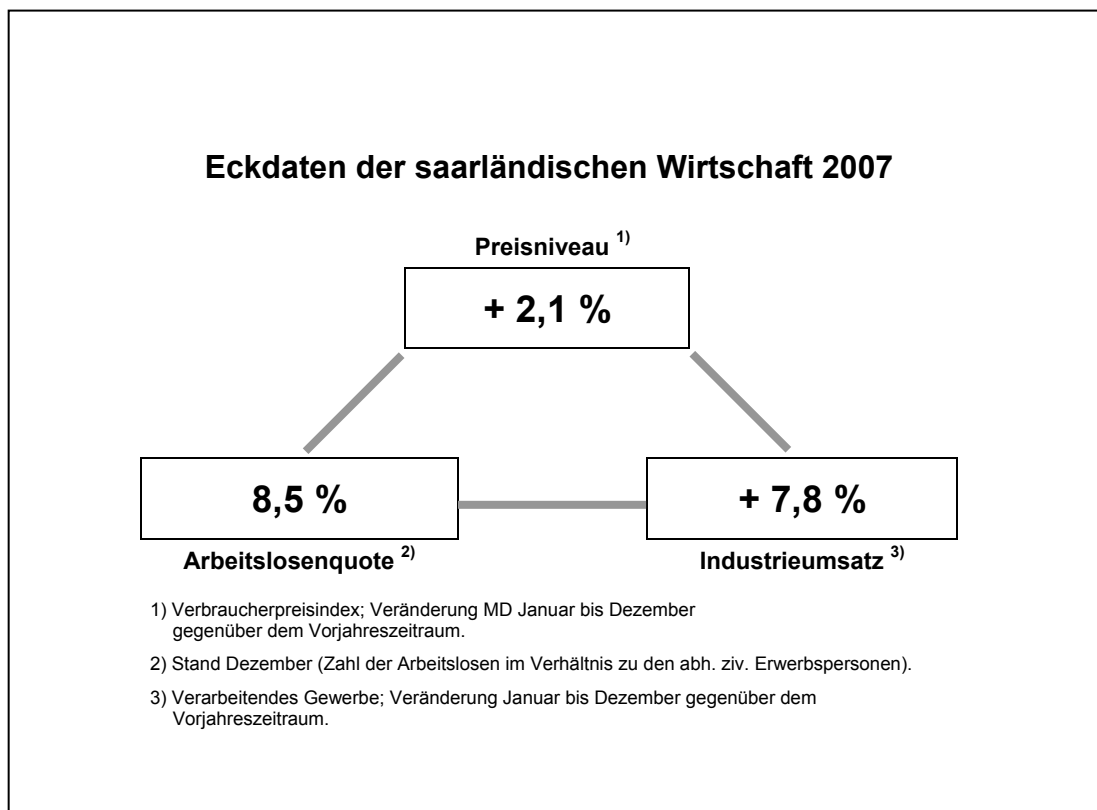 Eckdaten der saarländischen Wirtschaft 2007
Preisniveau 1)
+ 2,1 %
8,5 %
Arbeitslosenquote 2)
+ 7,8 %
Industrieumsatz 3)
1) Verbraucherpreisindex; Veränderung MD Januar bis Dezember
gegenüber dem Vorjahreszeitraum.
2) Stand Dezember (Zahl der Arbeitslosen im Verhältnis zu den abh. ziv. Erwerbspersonen).
3) Verarbeitendes Gewerbe; Veränderung Januar bis Dezember gegenüber dem
Vorjahreszeitraum.